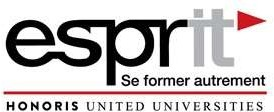 esprit
Se former autrement
HONORIS UNITED UNIVERSITIES